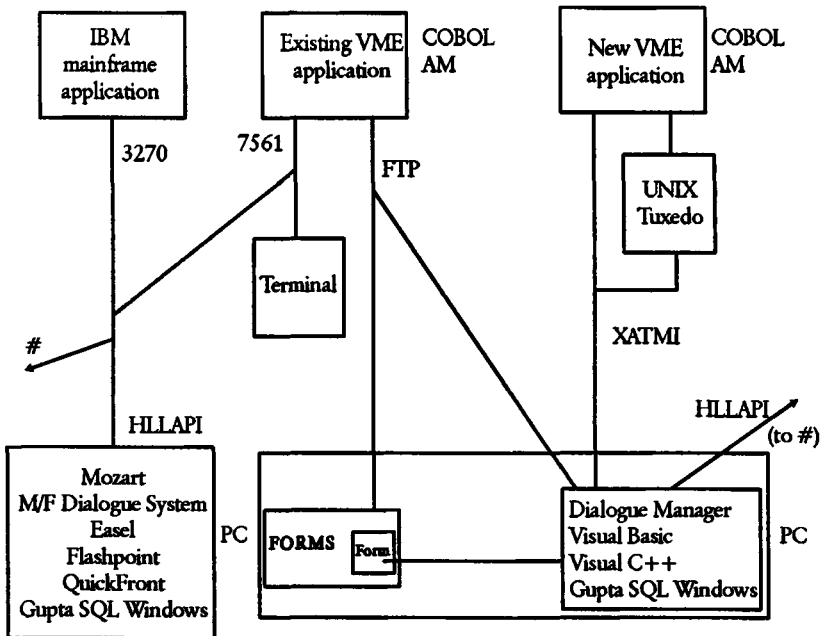 IBM
mainframe
application
Existing VME
application
COBOL
AM
New VME
application
COBOL
AM
3270
7561
FTP
UNIX
Tuxedo
Terminal
#
XATMI
HLLAPI
HLLAPI
(to #)
Mozart
M/F Dialogue System
Easel
Flashpoint
QuickFront
Gupta SQL Windows
PC
FORMS
Form
Dialogue Manager
Visual Basic
Visual C++
Gupta SQL Windows
PC